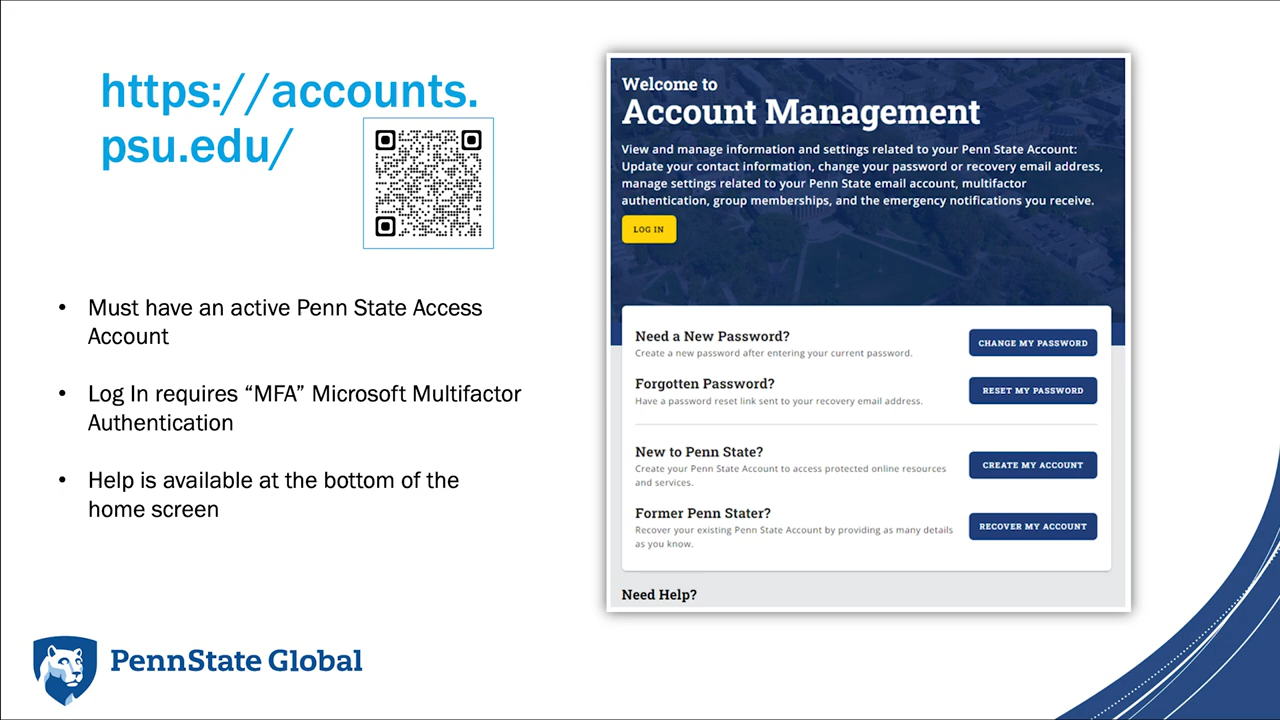 https://accounts.
psu.edu/
• Must have an active Penn State Access
Account
• Log In requires “MFA” Microsoft Multifactor
Authentication
• Help is available at the bottom of the
home screen
PennState Global
Welcome to
Account Management
View and manage information and settings related to your Penn State Account:
Update your contact information, change your password or recovery email address,
manage settings related to your Penn State email account, multifactor
authentication, group memberships, and the emergency notifications you receive.
LOG IN
Need a New Password?
Create a new password after entering your current password.
CHANGE MY PASSWORD
Forgotten Password?
Have a password reset link sent to your recovery email address.
RESET MY PASSWORD
New to Penn State?
Create your Penn State Account to access protected online resources
and services.
CREATE MY ACCOUNT
Former Penn Stater?
Recover your existing Penn State Account by providing as many details
as you know.
RECOVER MY ACCOUNT
Need Help?